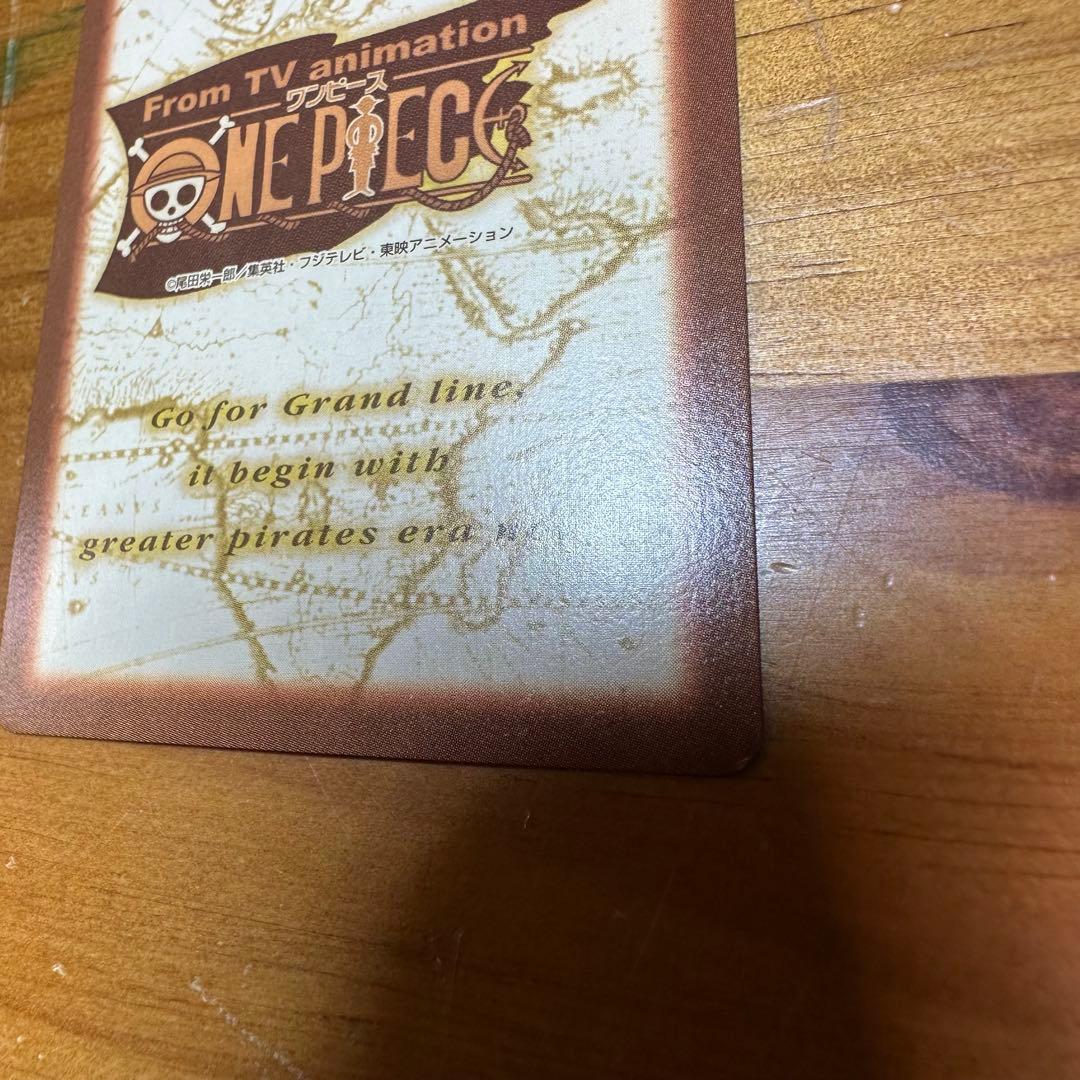 From TV animation
ワンピース
ONE PIECE
©尾田栄一郎/集英社・フジテレビ・東映アニメーション
Go for Grand line,
it begin with
greater pirates era
OCEANVS